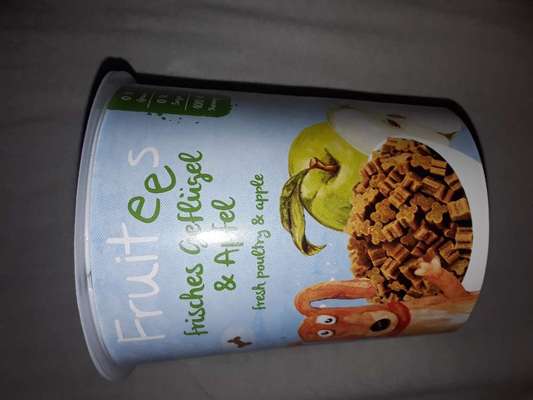 Fruitees
frisches Geflügel
& Apfel
fresh poultry & apple